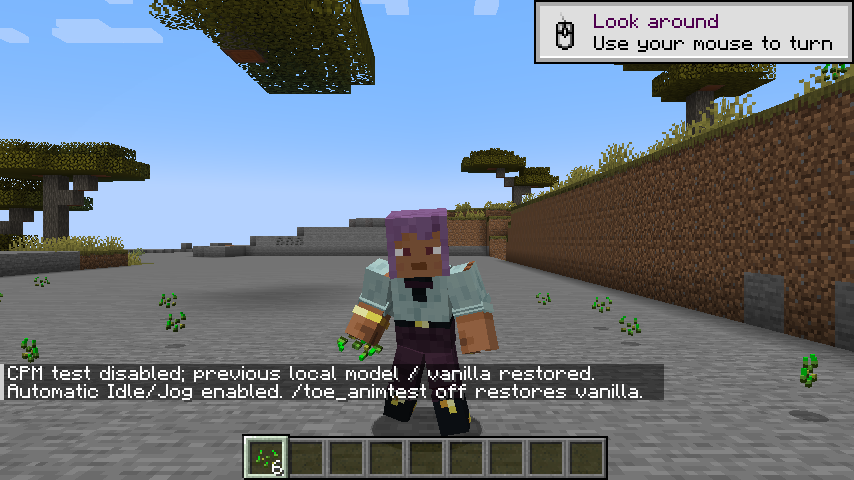 Look around
Use your mouse to turn
CPM test disabled; previous local model / vanilla restored.
Automatic Idle/Jog enabled. /toe_animtest off restores vanilla.
6